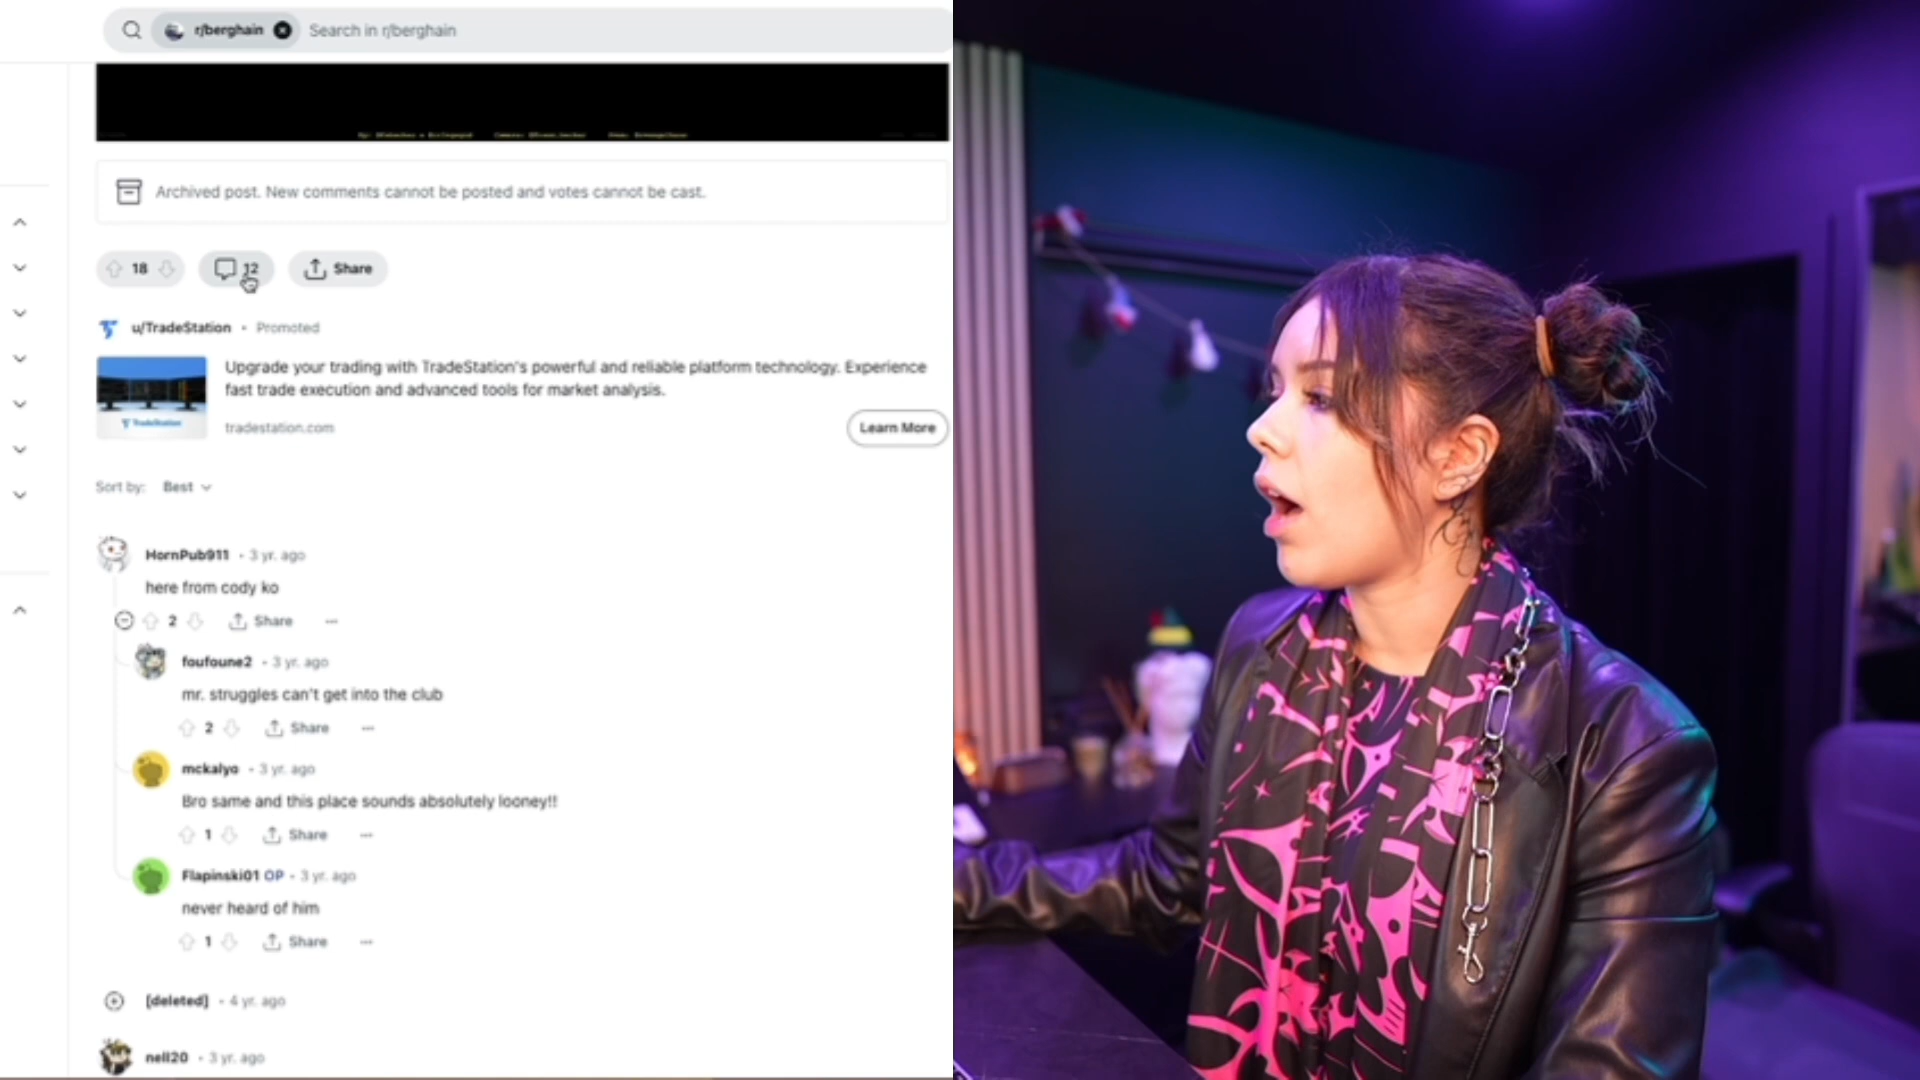 r/berghain Search in r/berghain
Archived post. New comments cannot be posted and votes cannot be cast.
18 12 Share
u/TradeStation • Promoted
Upgrade your trading with TradeStation's powerful and reliable platform technology. Experience
fast trade execution and advanced tools for market analysis.
TradeStation
tradestation.com
Learn More
Sort by: Best
HornPub911 • 3 yr. ago
here from cody ko
2 Share ...
foufoune2 • 3 yr. ago
mr. struggles can't get into the club
2 Share ...
mckalyo • 3 yr. ago
Bro same and this place sounds absolutely looney!!
1 Share ...
Flapinski01 OP • 3 yr. ago
never heard of him
1 Share ...
[deleted] • 4 yr. ago
nell20 • 3 yr. ago